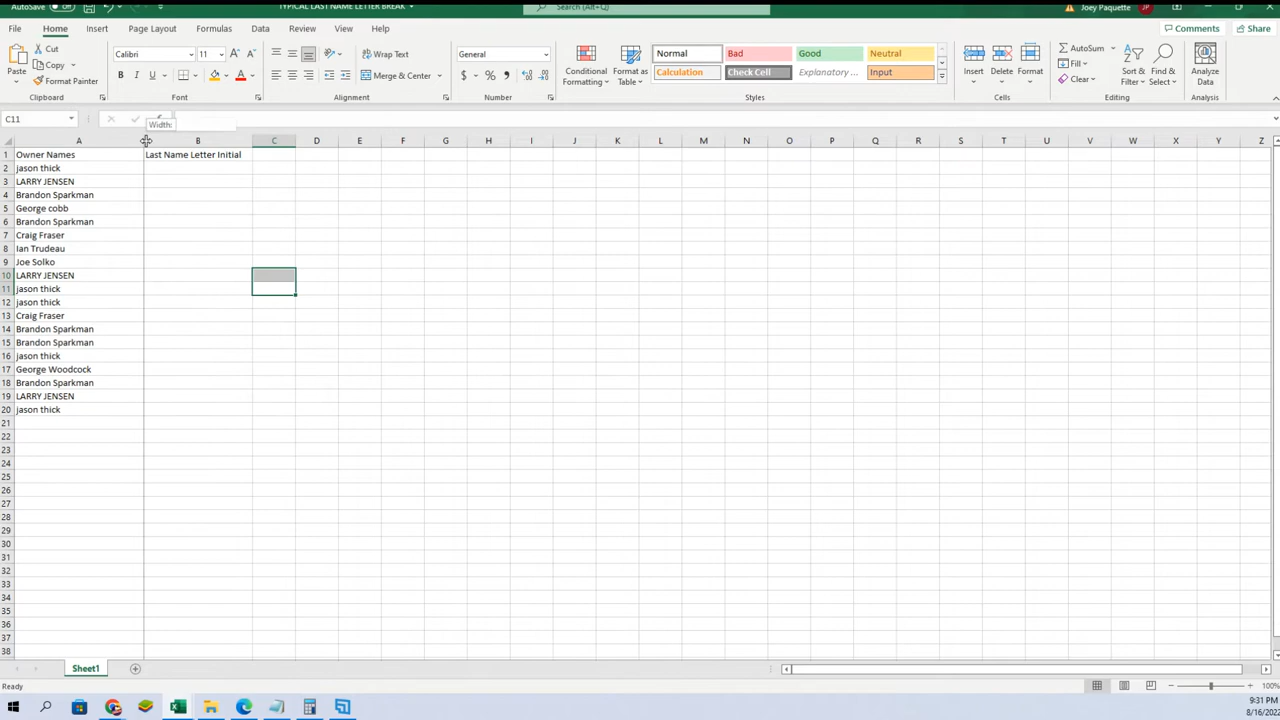 AutoSave Off TYPICAL LAST NAME LETTER BREAK Search (Alt+Q) Joey Paquette JP
File Home Insert Page Layout Formulas Data Review View Help Comments Share
Paste Cut Copy Format Painter Clipboard
Calibri 11 A A B I U A Font
Wrap Text Merge & Center Alignment
General $ % , Number
Conditional Formatting Format as Table
Normal Bad Good Neutral
Calculation Check Cell Explanatory ... Input
Styles
Insert Delete Format Cells
AutoSum Fill Clear Sort & Filter Find & Select Editing
Analyze Data Analysis
C11
Width:
A B C D E F G H I J K L M N O P Q R S T U V W X Y Z
1 Owner Names Last Name Letter Initial
2 jason thick
3 LARRY JENSEN
4 Brandon Sparkman
5 George cobb
6 Brandon Sparkman
7 Craig Fraser
8 Ian Trudeau
9 Joe Solko
10 LARRY JENSEN
11 jason thick
12 jason thick
13 Craig Fraser
14 Brandon Sparkman
15 Brandon Sparkman
16 jason thick
17 George Woodcock
18 Brandon Sparkman
19 LARRY JENSEN
20 jason thick
21
22
23
24
25
26
27
28
29
30
31
32
33
34
35
36
37
38
Sheet1
Ready 100%
9:31 PM
8/16/2022